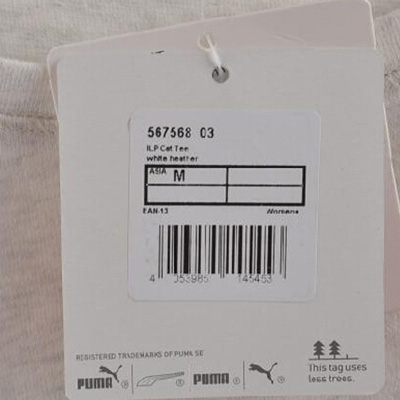 567568 03
ILP Cat Tee
white heather
ASIA M
EAN-13 Womens
4 053985 145453
REGISTERED TRADEMARKS OF PUMA SE
PUMA ® ® PUMA ® ®
This tag uses
less trees.